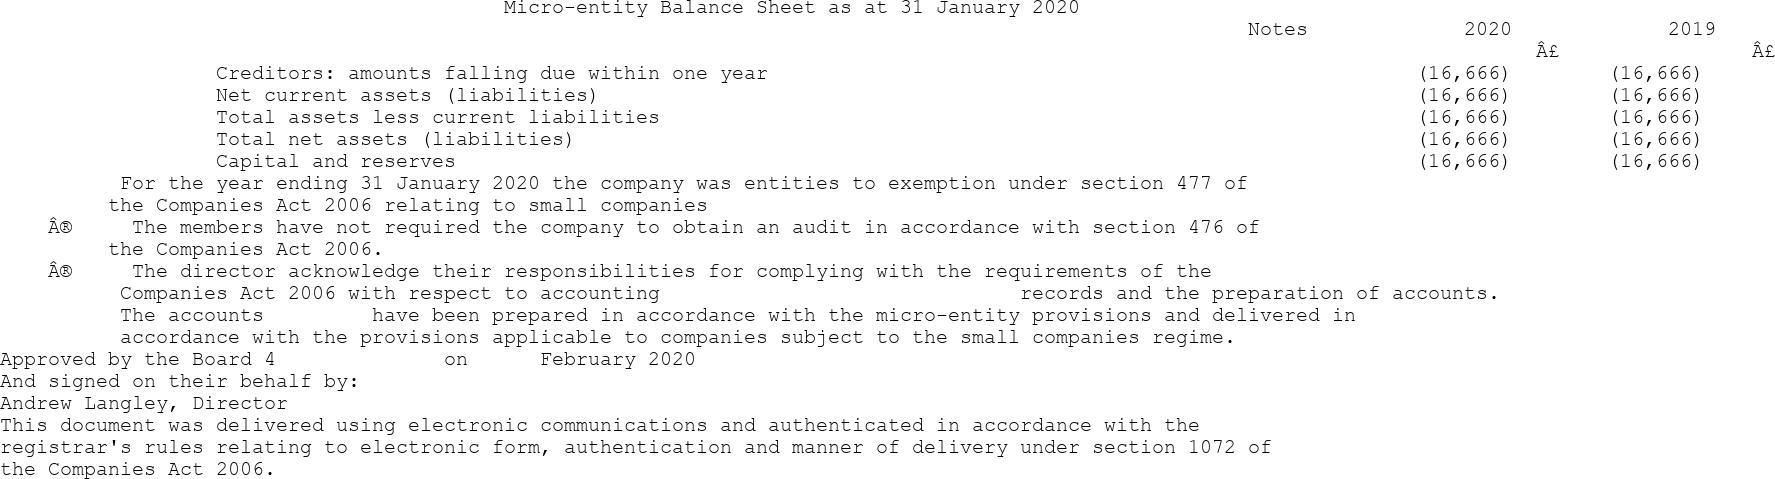 Micro-entity Balance Sheet as at 31 January 2020
Notes 2020 2019
Â£ Â£
Creditors: amounts falling due within one year (16,666) (16,666)
Net current assets (liabilities) (16,666) (16,666)
Total assets less current liabilities (16,666) (16,666)
Total net assets (liabilities) (16,666) (16,666)
Capital and reserves (16,666) (16,666)
For the year ending 31 January 2020 the company was entities to exemption under section 477 of
the Companies Act 2006 relating to small companies
Â® The members have not required the company to obtain an audit in accordance with section 476 of
the Companies Act 2006.
Â® The director acknowledge their responsibilities for complying with the requirements of the
Companies Act 2006 with respect to accounting records and the preparation of accounts.
The accounts have been prepared in accordance with the micro-entity provisions and delivered in
accordance with the provisions applicable to companies subject to the small companies regime.
Approved by the Board 4 on February 2020
And signed on their behalf by:
Andrew Langley, Director
This document was delivered using electronic communications and authenticated in accordance with the
registrar's rules relating to electronic form, authentication and manner of delivery under section 1072 of
the Companies Act 2006.